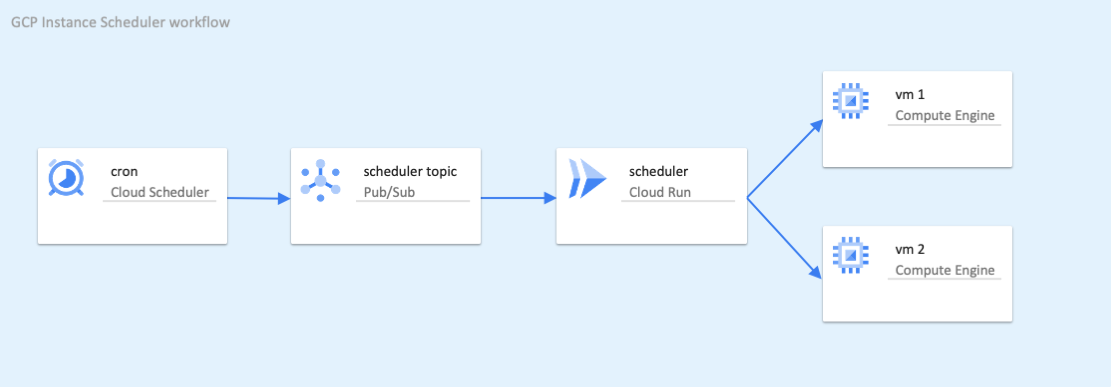 GCP Instance Scheduler workflow
cron
Cloud Scheduler
scheduler topic
Pub/Sub
scheduler
Cloud Run
vm 1
Compute Engine
vm 2
Compute Engine